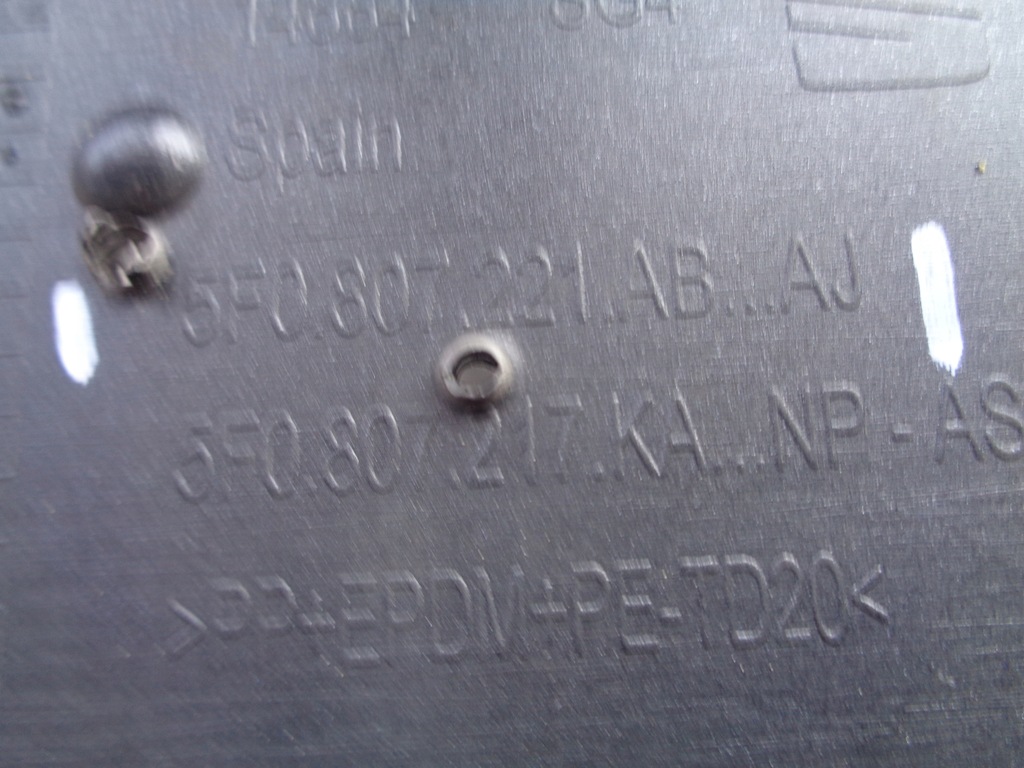 Spain
5F0.807.221.AB...AJ
5F0.807.217.KA...NP - AS
>PP+EPDM+PE-TD20<